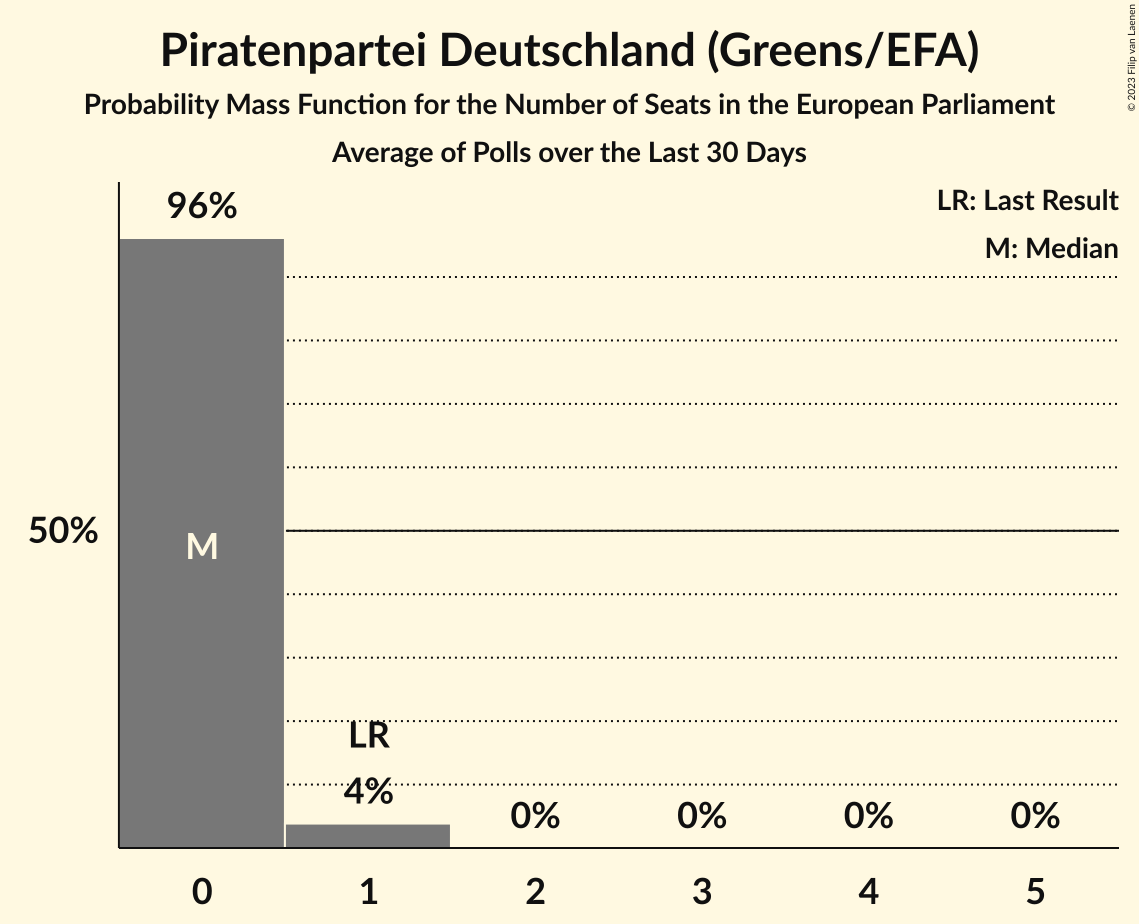 Piratenpartei Deutschland (Greens/EFA)
Probability Mass Function for the Number of Seats in the European Parliament
Average of Polls over the Last 30 Days
© 2023 Filip van Laenen
LR: Last Result
M: Median
96%
50%
M
LR
4%
0%
0%
0%
0%
0 1 2 3 4 5